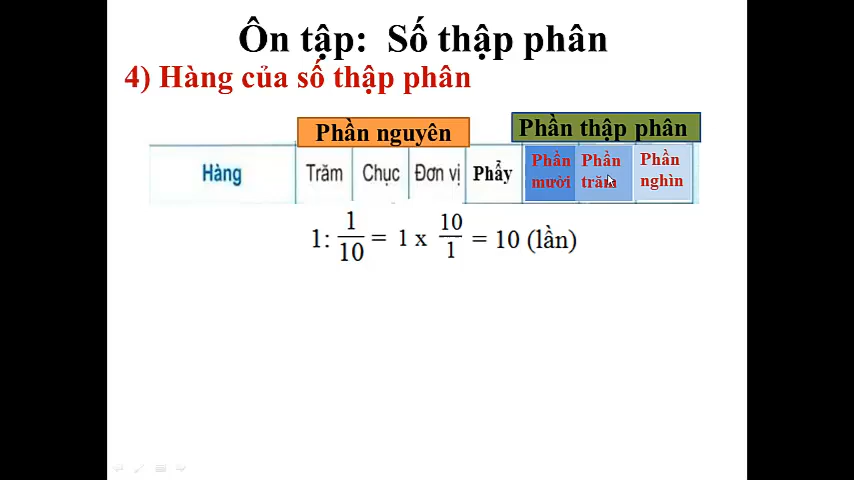 Ôn tập: Số thập phân
4) Hàng của số thập phân
Phần nguyên Phần thập phân
Hàng Trăm Chục Đơn vị Phẩy Phần mười Phần trăm Phần nghìn
1: 1/10 = 1 x 10/1 = 10 (lần)